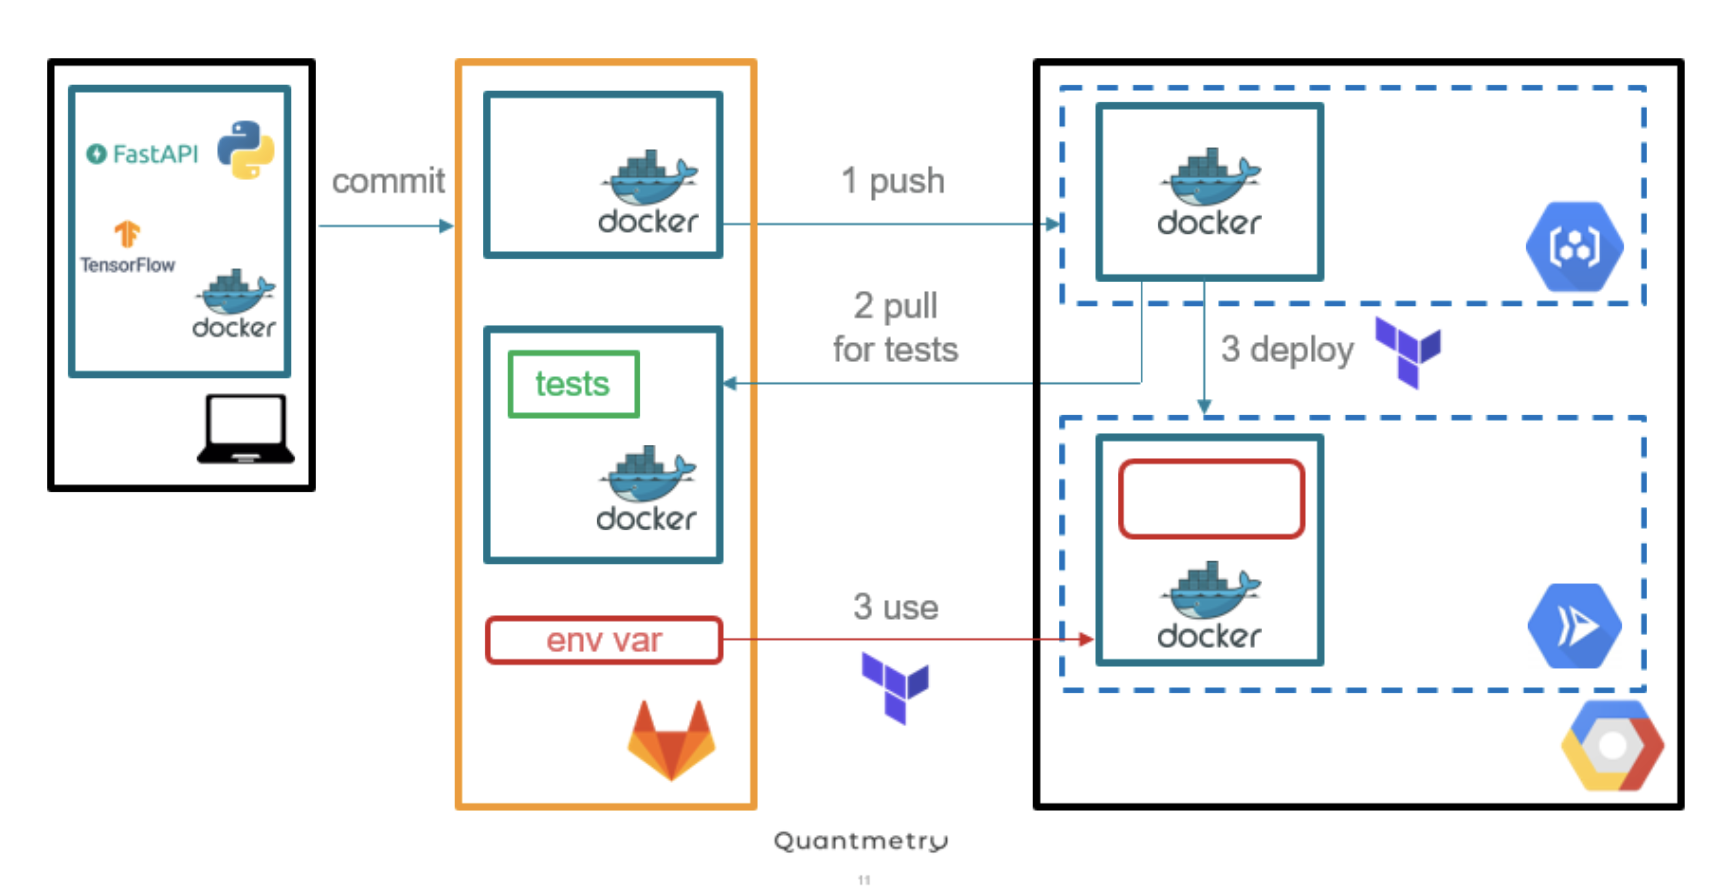 FastAPI
TensorFlow
docker
commit
docker
1 push
docker
2 pull
for tests
3 deploy
tests
docker
3 use
env var
docker
Quantmetry
11